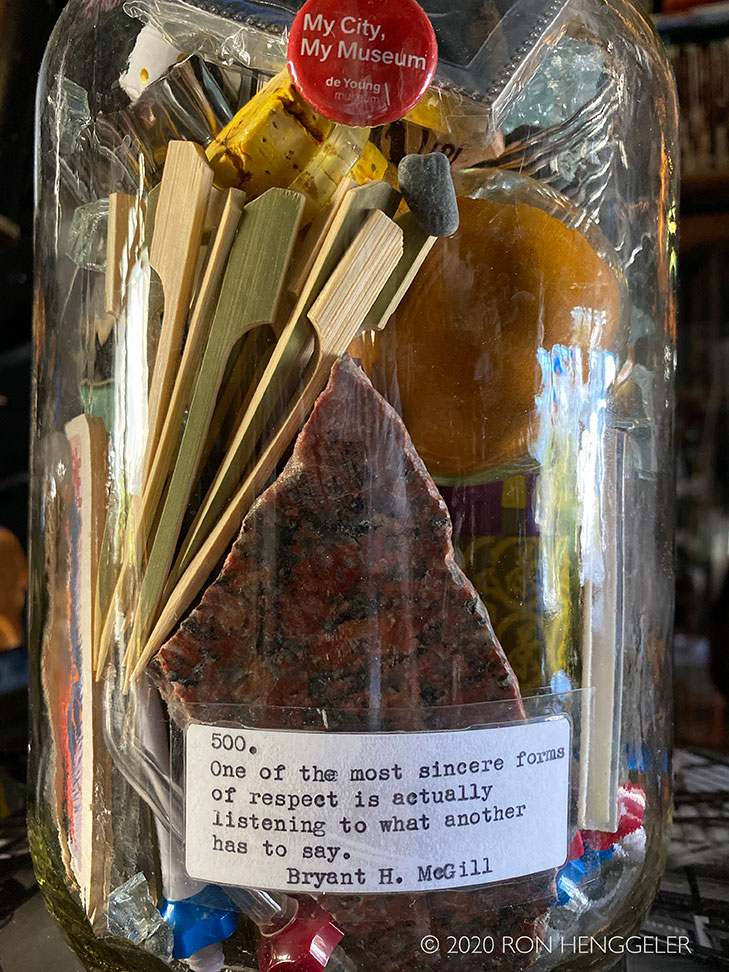 My City,
My Museum
de Young
museum
500.
One of the most sincere forms
of respect is actually
listening to what another
has to say.
Bryant H. McGill
© 2020 RON HENGGELER